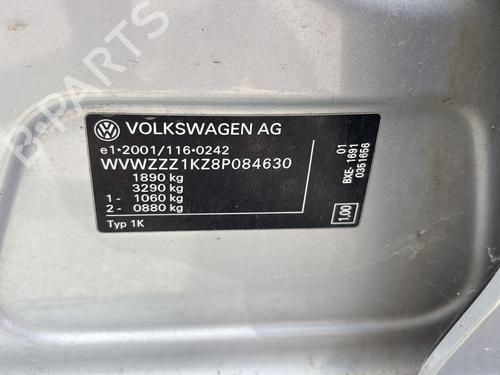 VOLKSWAGEN AG
e1*2001/116*0242
WVWZZZ1KZ8P084630
1890 kg
3290 kg
1 - 1060 kg
2 - 0880 kg
Typ 1K
01
BXE-1691
0351656
1,00
B-Parts